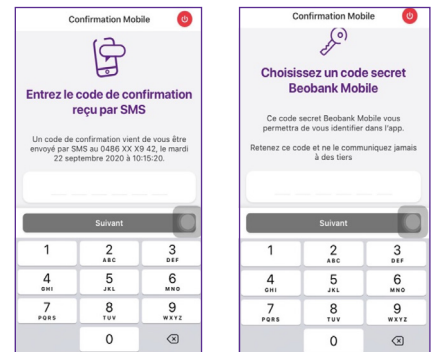 Confirmation Mobile
Entrez le code de confirmation
reçu par SMS
Un code de confirmation vient de vous être
envoyé par SMS au 0486 XX X9 42, le mardi
22 septembre 2020 à 10:15:20.
Suivant
1
2
ABC
3
DEF
4
GHI
5
JKL
6
MNO
7
PQRS
8
TUV
9
WXYZ
0
Confirmation Mobile
Choisissez un code secret
Beobank Mobile
Ce code secret Beobank Mobile vous
permettra de vous identifier dans l'app.
Retenez ce code et ne le communiquez jamais
à des tiers
Suivant
1
2
ABC
3
DEF
4
GHI
5
JKL
6
MNO
7
PQRS
8
TUV
9
WXYZ
0